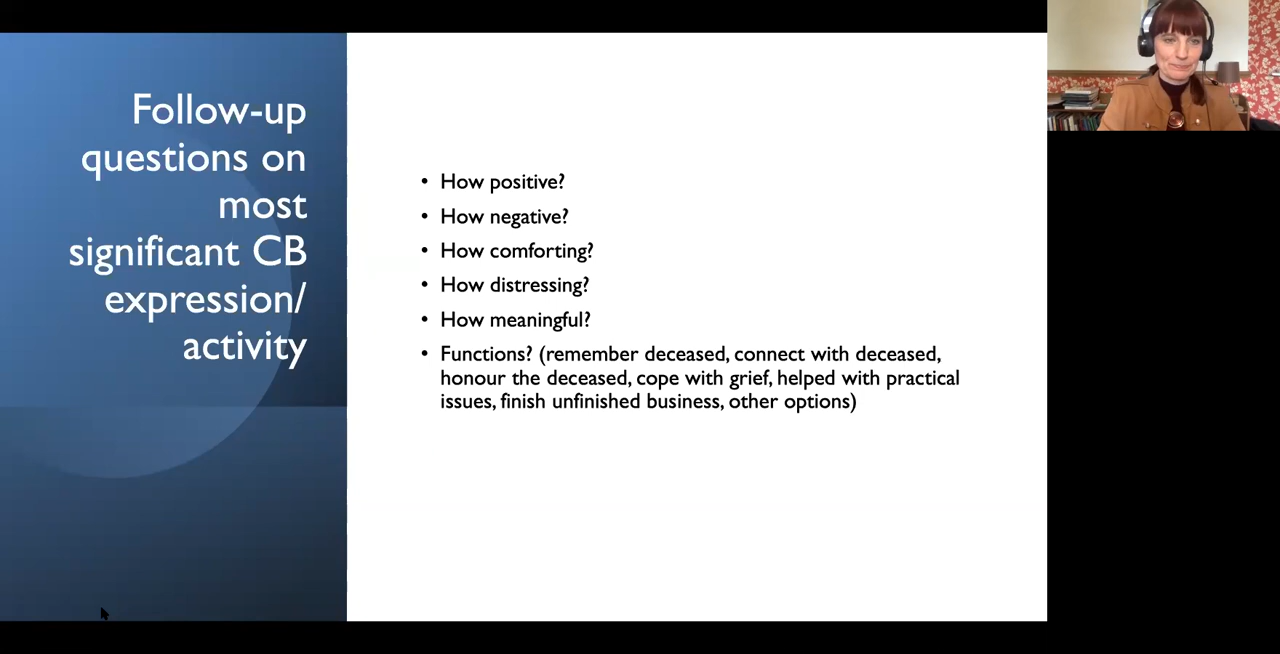 Follow-up
questions on
most
significant CB
expression/
activity
• How positive?
• How negative?
• How comforting?
• How distressing?
• How meaningful?
• Functions? (remember deceased, connect with deceased,
honour the deceased, cope with grief, helped with practical
issues, finish unfinished business, other options)